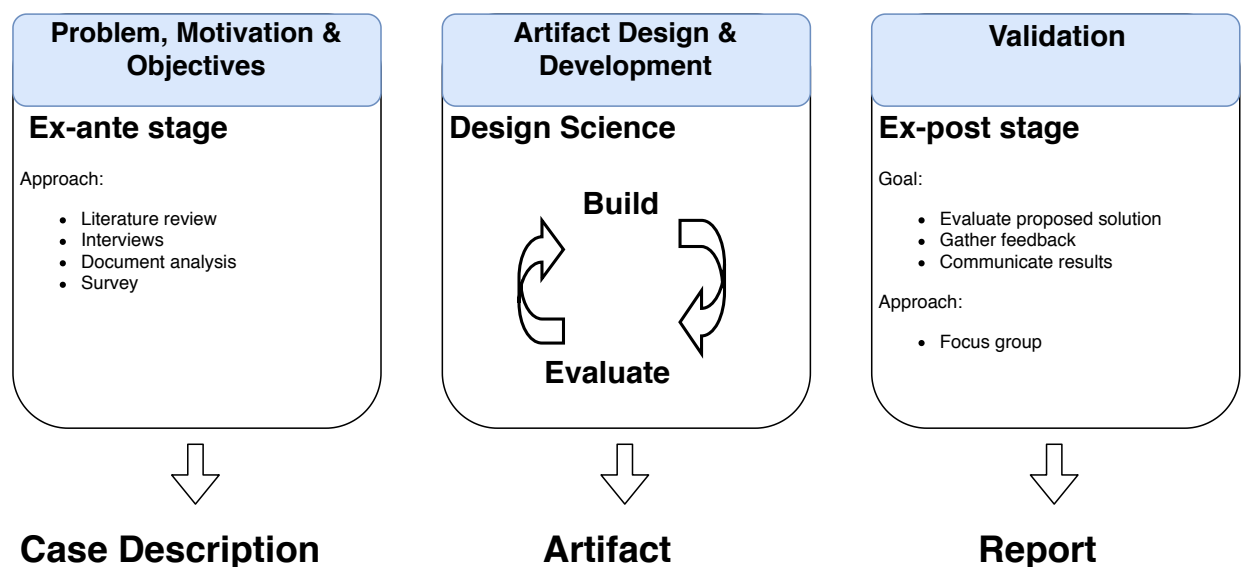 Problem, Motivation &
Objectives
Ex-ante stage
Approach:
• Literature review
• Interviews
• Document analysis
• Survey
Case Description
Artifact Design &
Development
Design Science
Build
Evaluate
Artifact
Validation
Ex-post stage
Goal:
• Evaluate proposed solution
• Gather feedback
• Communicate results
Approach:
• Focus group
Report